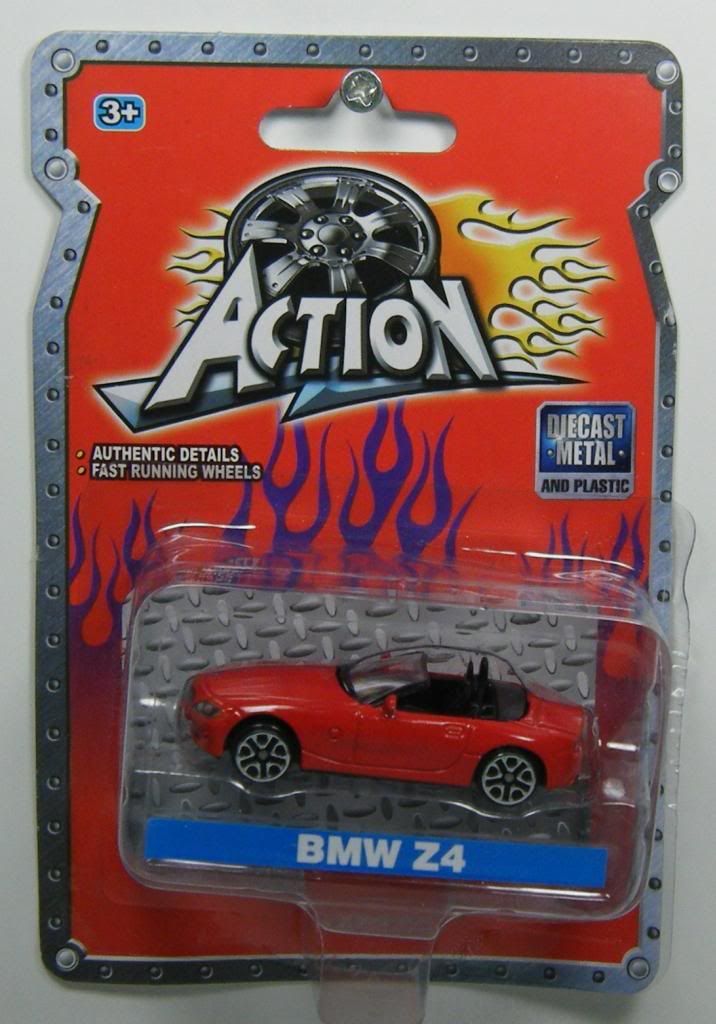 3+
ACTION
• AUTHENTIC DETAILS
• FAST RUNNING WHEELS
DIECAST
• METAL •
AND PLASTIC
BMW Z4